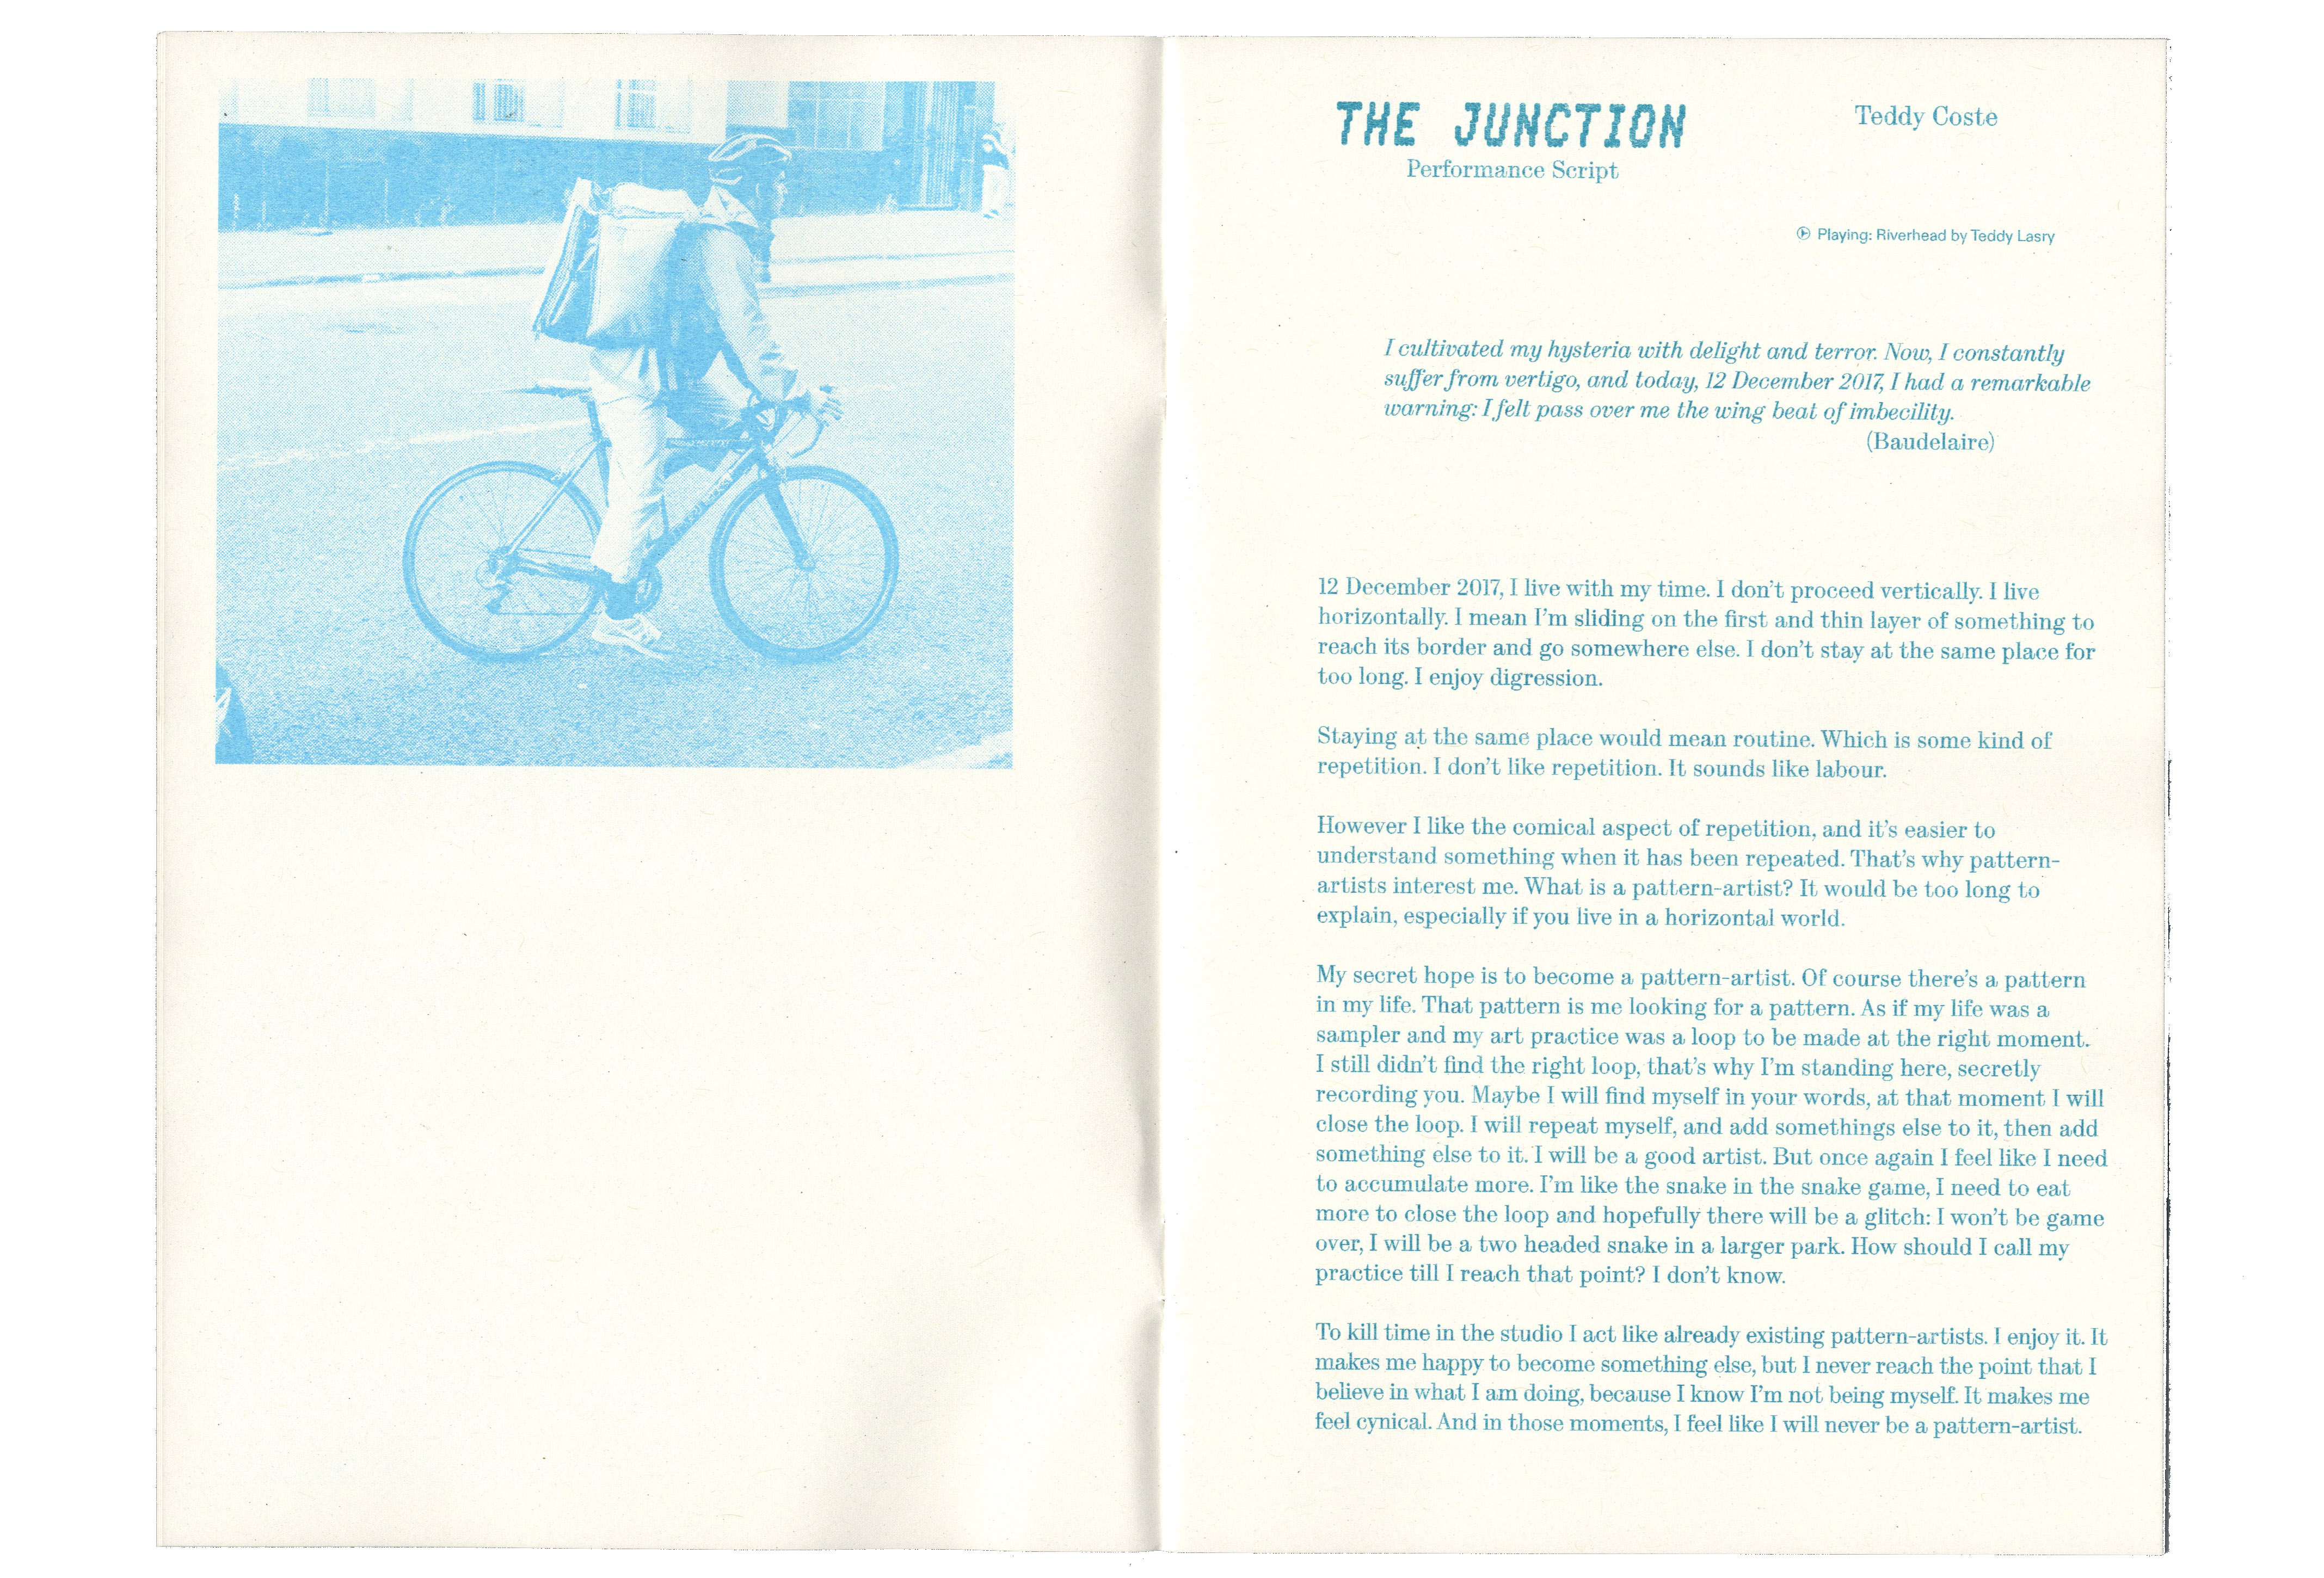 THE JUNCTION
Performance Script
Teddy Coste
Playing: Riverhead by Teddy Lasry
I cultivated my hysteria with delight and terror. Now, I constantly
suffer from vertigo, and today, 12 December 2017, I had a remarkable
warning: I felt pass over me the wing beat of imbecility.
(Baudelaire)
12 December 2017, I live with my time. I don't proceed vertically. I live
horizontally. I mean I'm sliding on the first and thin layer of something to
reach its border and go somewhere else. I don't stay at the same place for
too long. I enjoy digression.
Staying at the same place would mean routine. Which is some kind of
repetition. I don't like repetition. It sounds like labour.
However I like the comical aspect of repetition, and it's easier to
understand something when it has been repeated. That's why pattern-
artists interest me. What is a pattern-artist? It would be too long to
explain, especially if you live in a horizontal world.
My secret hope is to become a pattern-artist. Of course there's a pattern
in my life. That pattern is me looking for a pattern. As if my life was a
sampler and my art practice was a loop to be made at the right moment.
I still didn't find the right loop, that's why I'm standing here, secretly
recording you. Maybe I will find myself in your words, at that moment I will
close the loop. I will repeat myself, and add somethings else to it, then add
something else to it. I will be a good artist. But once again I feel like I need
to accumulate more. I'm like the snake in the snake game, I need to eat
more to close the loop and hopefully there will be a glitch: I won't be game
over, I will be a two headed snake in a larger park. How should I call my
practice till I reach that point? I don't know.
To kill time in the studio I act like already existing pattern-artists. I enjoy it. It
makes me happy to become something else, but I never reach the point that I
believe in what I am doing, because I know I'm not being myself. It makes me
feel cynical. And in those moments, I feel like I will never be a pattern-artist.